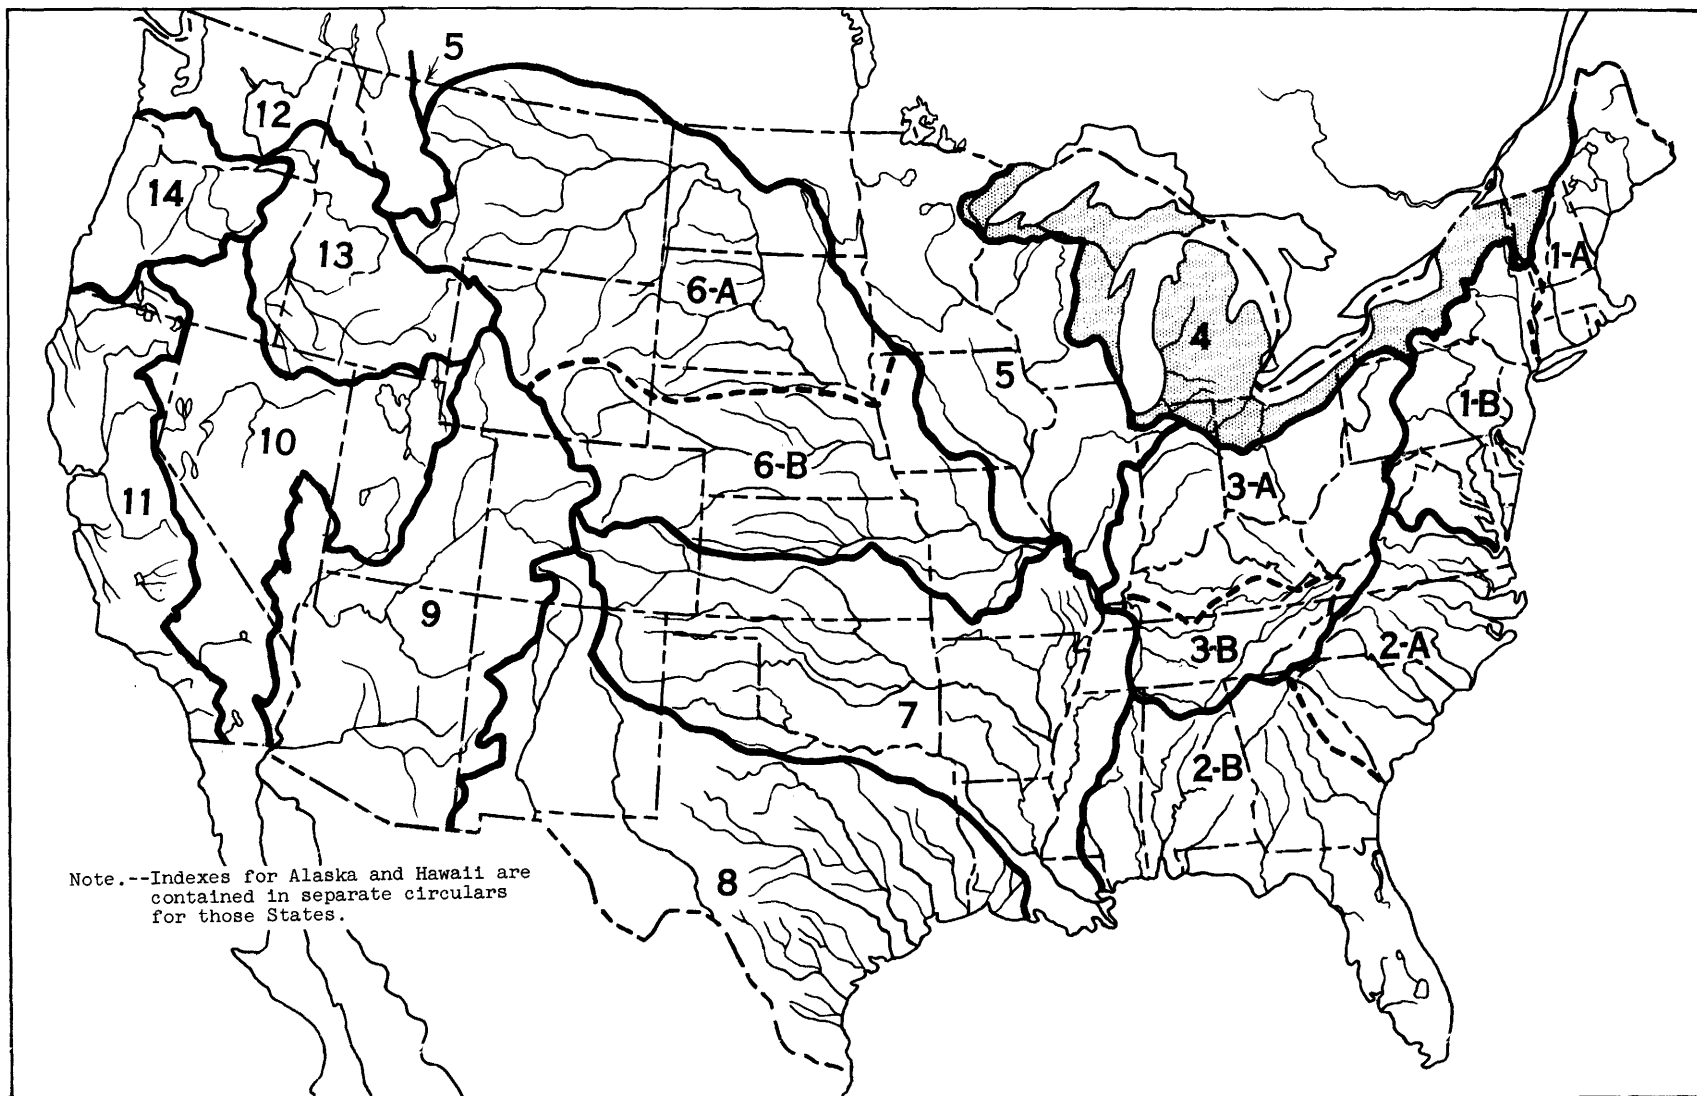 5
12
14
13
1-A
6-A
4
5
1-B
10
6-B
3-A
11
9
3-B
2-A
7
2-B
8
Note.--Indexes for Alaska and Hawaii are
contained in separate circulars
for those States.